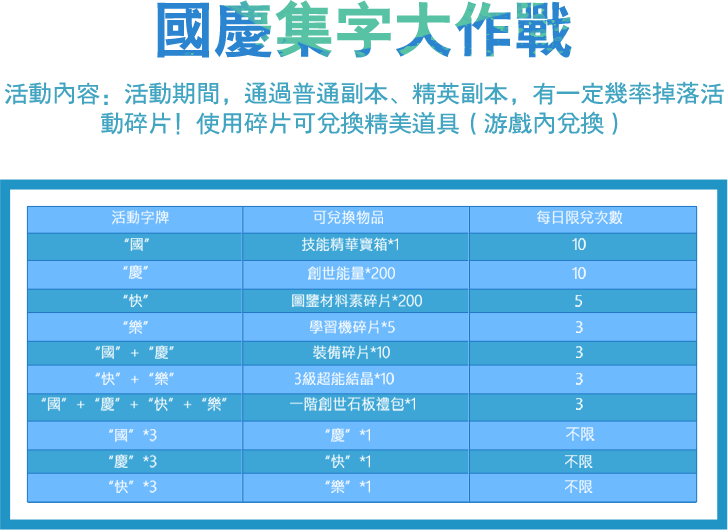 國慶集字大作戰
活動內容：活動期間，通過普通副本、精英副本，有一定幾率掉落活
動碎片！使用碎片可兌換精美道具（游戲內兌換）
活動字牌 可兌換物品 每日限兌次數
“國” 技能精華寶箱*1 10
“慶” 創世能量*200 10
“快” 圖鑒材料素碎片*200 5
“樂” 學習機碎片*5 3
“國”+“慶” 裝備碎片*10 3
“快”+“樂” 3級超能結晶*10 3
“國”+“慶”+“快”+“樂” 一階創世石板禮包*1 3
“國”*3 “慶”*1 不限
“慶”*3 “快”*1 不限
“快”*3 “樂”*1 不限